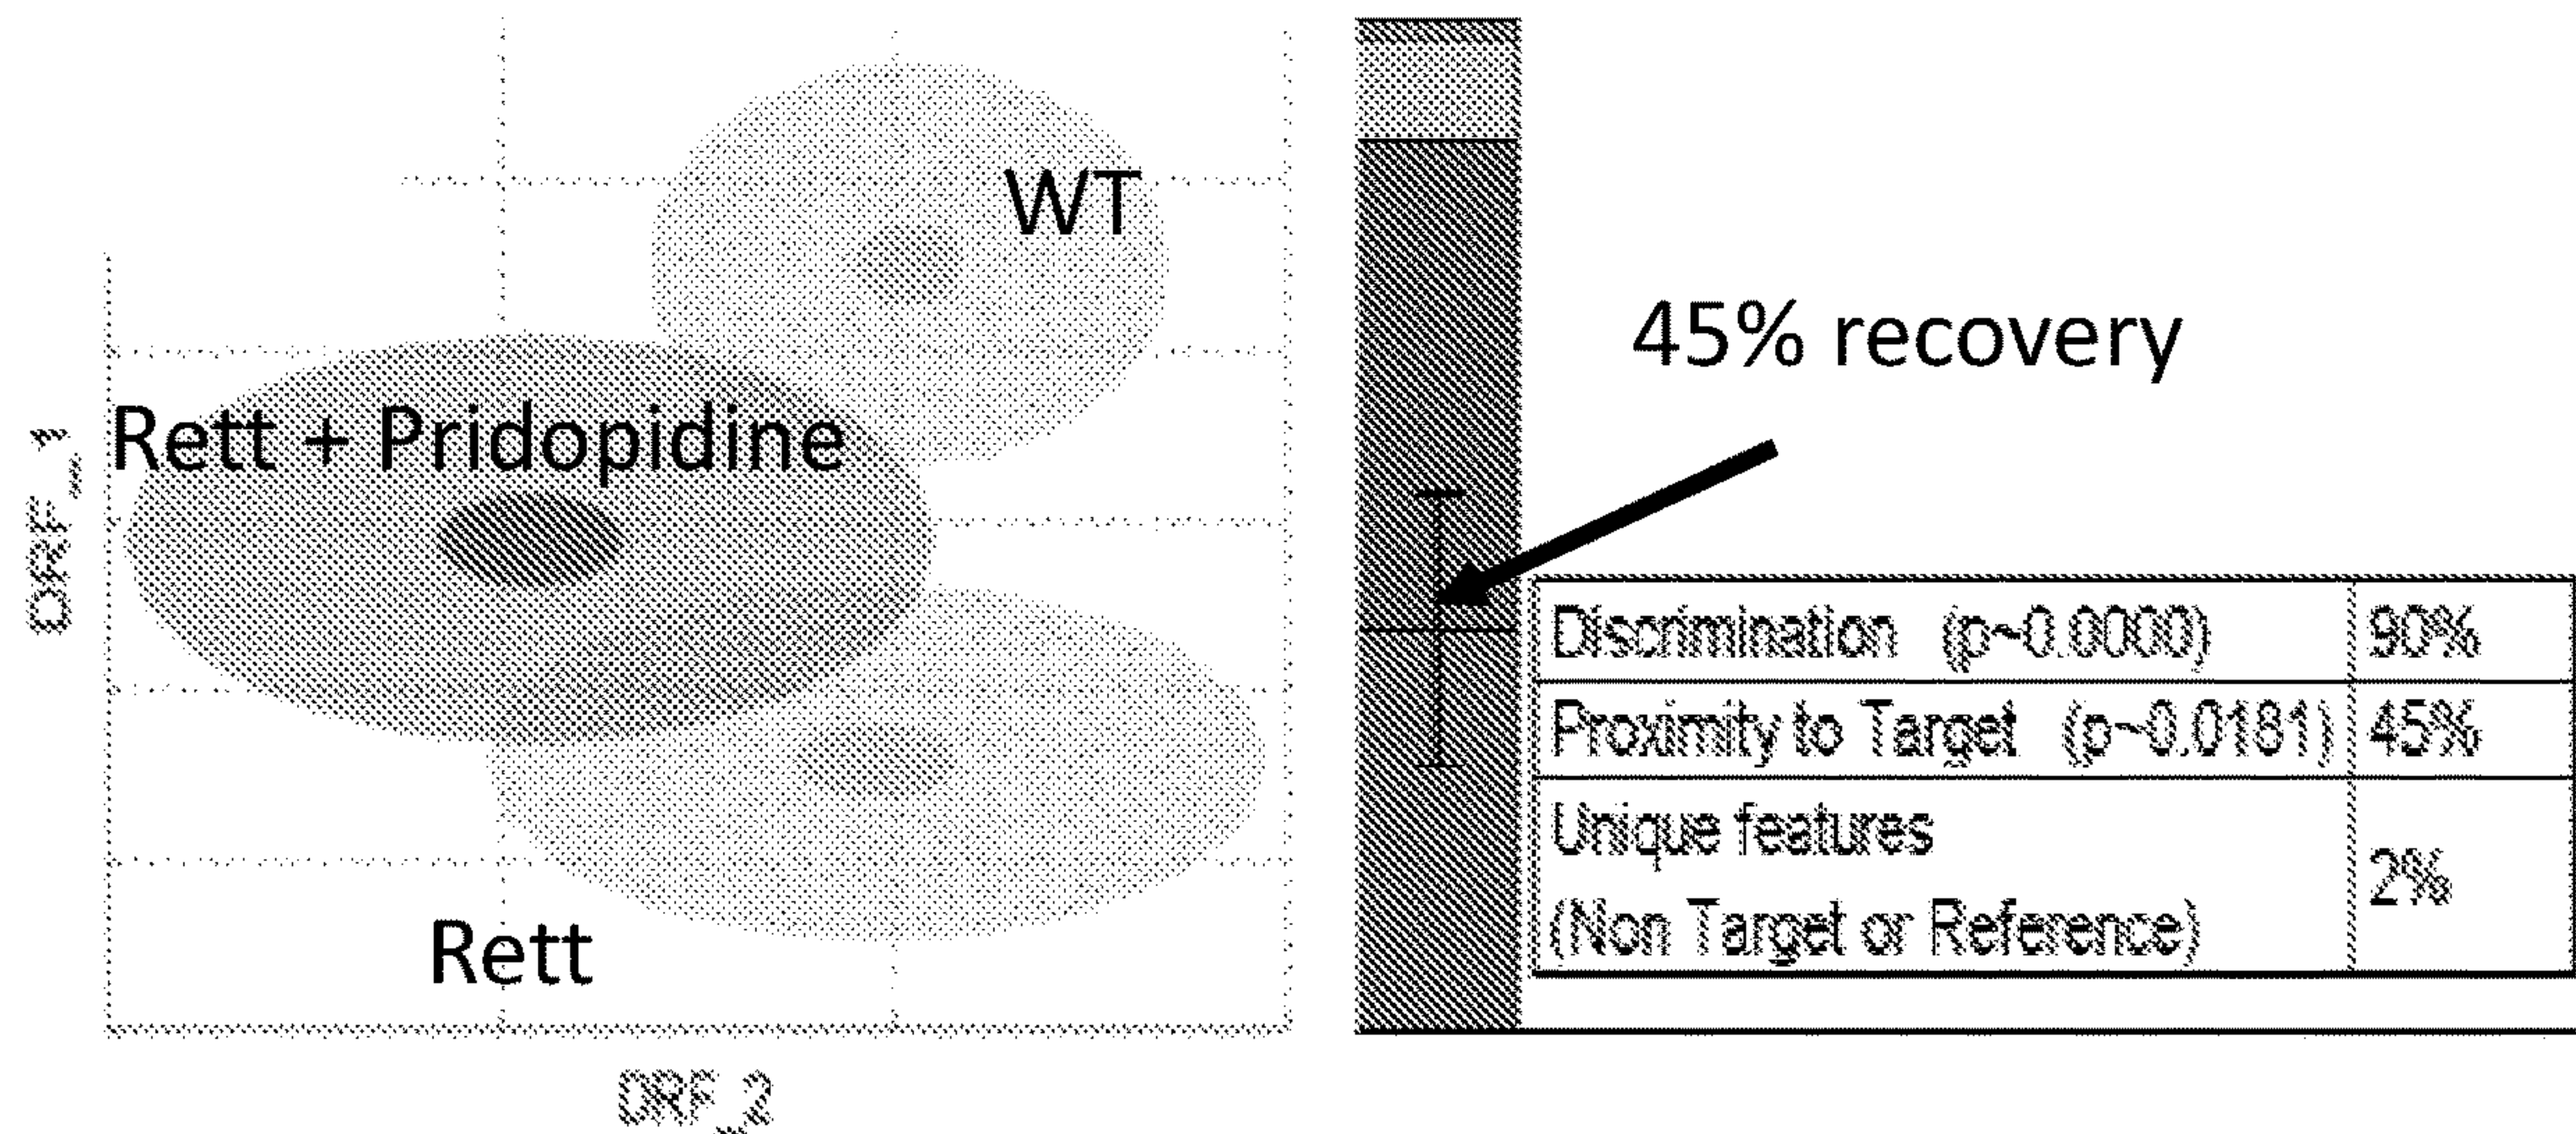 WT
Rett + Pridopidine
Rett
DRF_1
DRF_2
45% recovery
Discrimination (p~0.0000) 90%
Proximity to Target (p~0.0181) 45%
Unique features
(Non Target or Reference) 2%